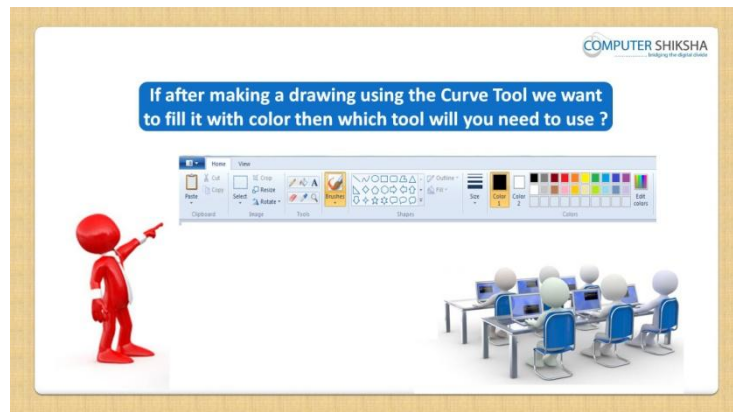 COMPUTER SHIKSHA
bridging the digital divide
If after making a drawing using the Curve Tool we want
to fill it with color then which tool will you need to use ?
Home View
Cut
Copy
Paste
Clipboard
Select
Crop
Resize
Rotate
Image
A
Tools
Brushes
Shapes
Outline
Fill
Size
Color 1
Color 2
Colors
Edit colors